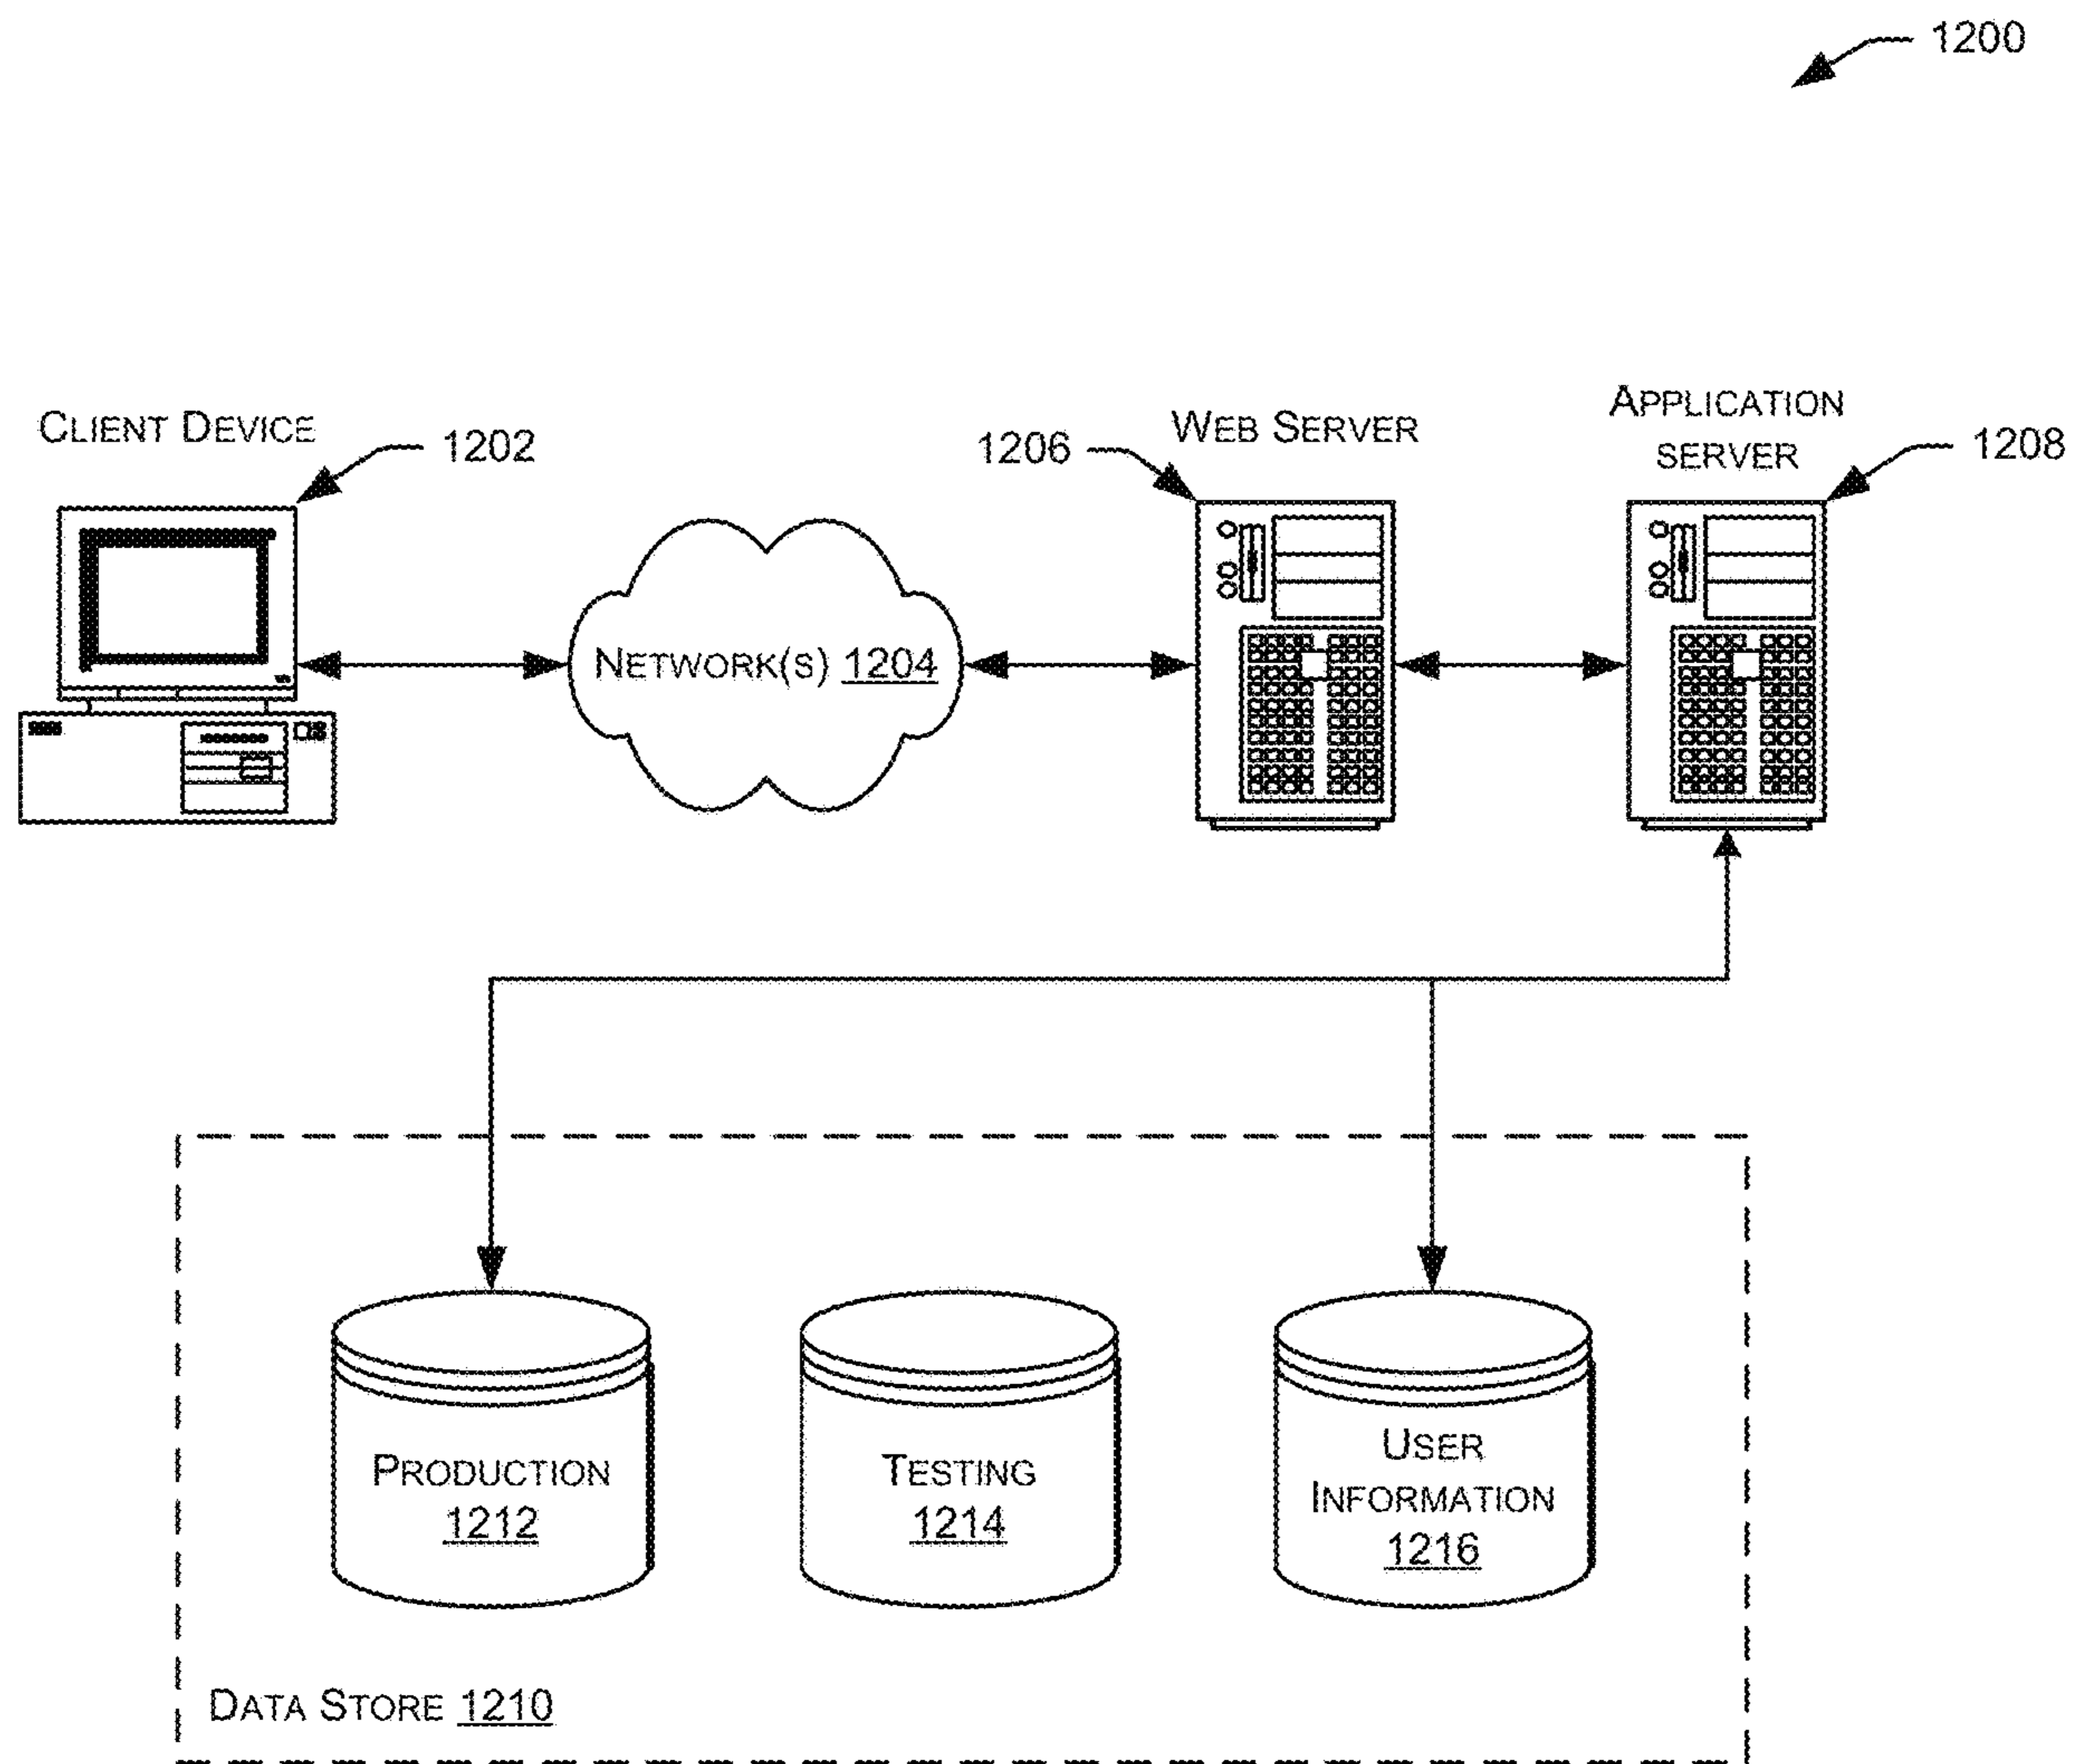 1200
CLIENT DEVICE
1202
NETWORK(S) 1204
1206
WEB SERVER
APPLICATION
SERVER
1208
PRODUCTION
1212
TESTING
1214
USER
INFORMATION
1216
DATA STORE 1210